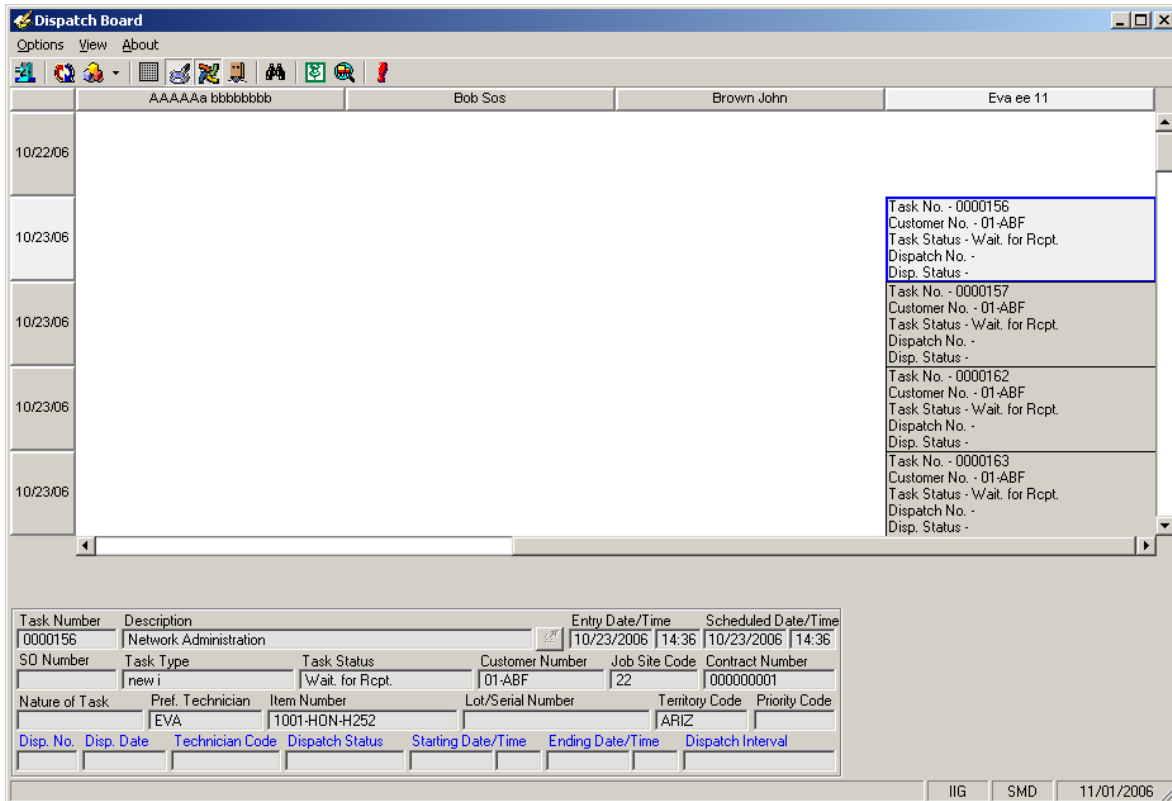 Dispatch Board
Options View About
AAAAAa bbbbbbbb Bob Sos Brown John Eva ee 11
10/22/06
10/23/06
Task No. - 0000156
Customer No. - 01-ABF
Task Status - Wait. for Rcpt.
Dispatch No. -
Disp. Status -
10/23/06
Task No. - 0000157
Customer No. - 01-ABF
Task Status - Wait. for Rcpt.
Dispatch No. -
Disp. Status -
10/23/06
Task No. - 0000162
Customer No. - 01-ABF
Task Status - Wait. for Rcpt.
Dispatch No. -
Disp. Status -
10/23/06
Task No. - 0000163
Customer No. - 01-ABF
Task Status - Wait. for Rcpt.
Dispatch No. -
Disp. Status -
Task Number Description Entry Date/Time Scheduled Date/Time
0000156 Network Administration 10/23/2006 14:36 10/23/2006 14:36
SO Number Task Type Task Status Customer Number Job Site Code Contract Number
new i Wait. for Rcpt. 01-ABF 22 000000001
Nature of Task Pref. Technician Item Number Lot/Serial Number Territory Code Priority Code
EVA 1001-HON-H252 ARIZ
Disp. No. Disp. Date Technician Code Dispatch Status Starting Date/Time Ending Date/Time Dispatch Interval
IIG SMD 11/01/2006